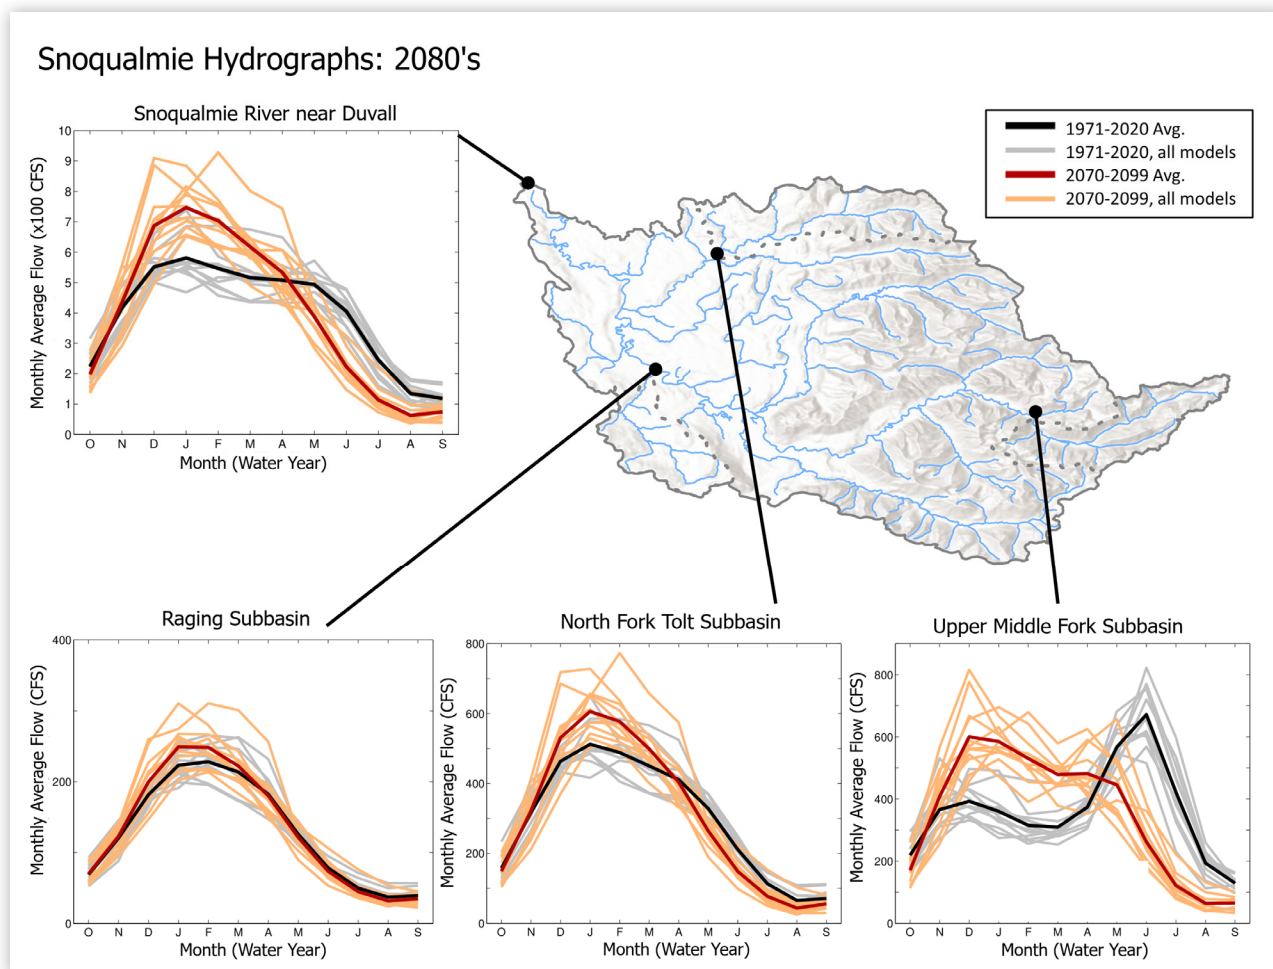 Snoqualmie Hydrographs: 2080's
Snoqualmie River near Duvall
10
9
8
7
6
5
4
3
2
1
0
Monthly Average Flow (x100 CFS)
O N D J F M A M J J A S
Month (Water Year)
1971-2020 Avg.
1971-2020, all models
2070-2099 Avg.
2070-2099, all models
Raging Subbasin
400
200
0
Monthly Average Flow (CFS)
O N D J F M A M J J A S
Month (Water Year)
North Fork Tolt Subbasin
800
600
400
200
0
Monthly Average Flow (CFS)
O N D J F M A M J J A S
Month (Water Year)
Upper Middle Fork Subbasin
800
600
400
200
0
Monthly Average Flow (CFS)
O N D J F M A M J J A S
Month (Water Year)